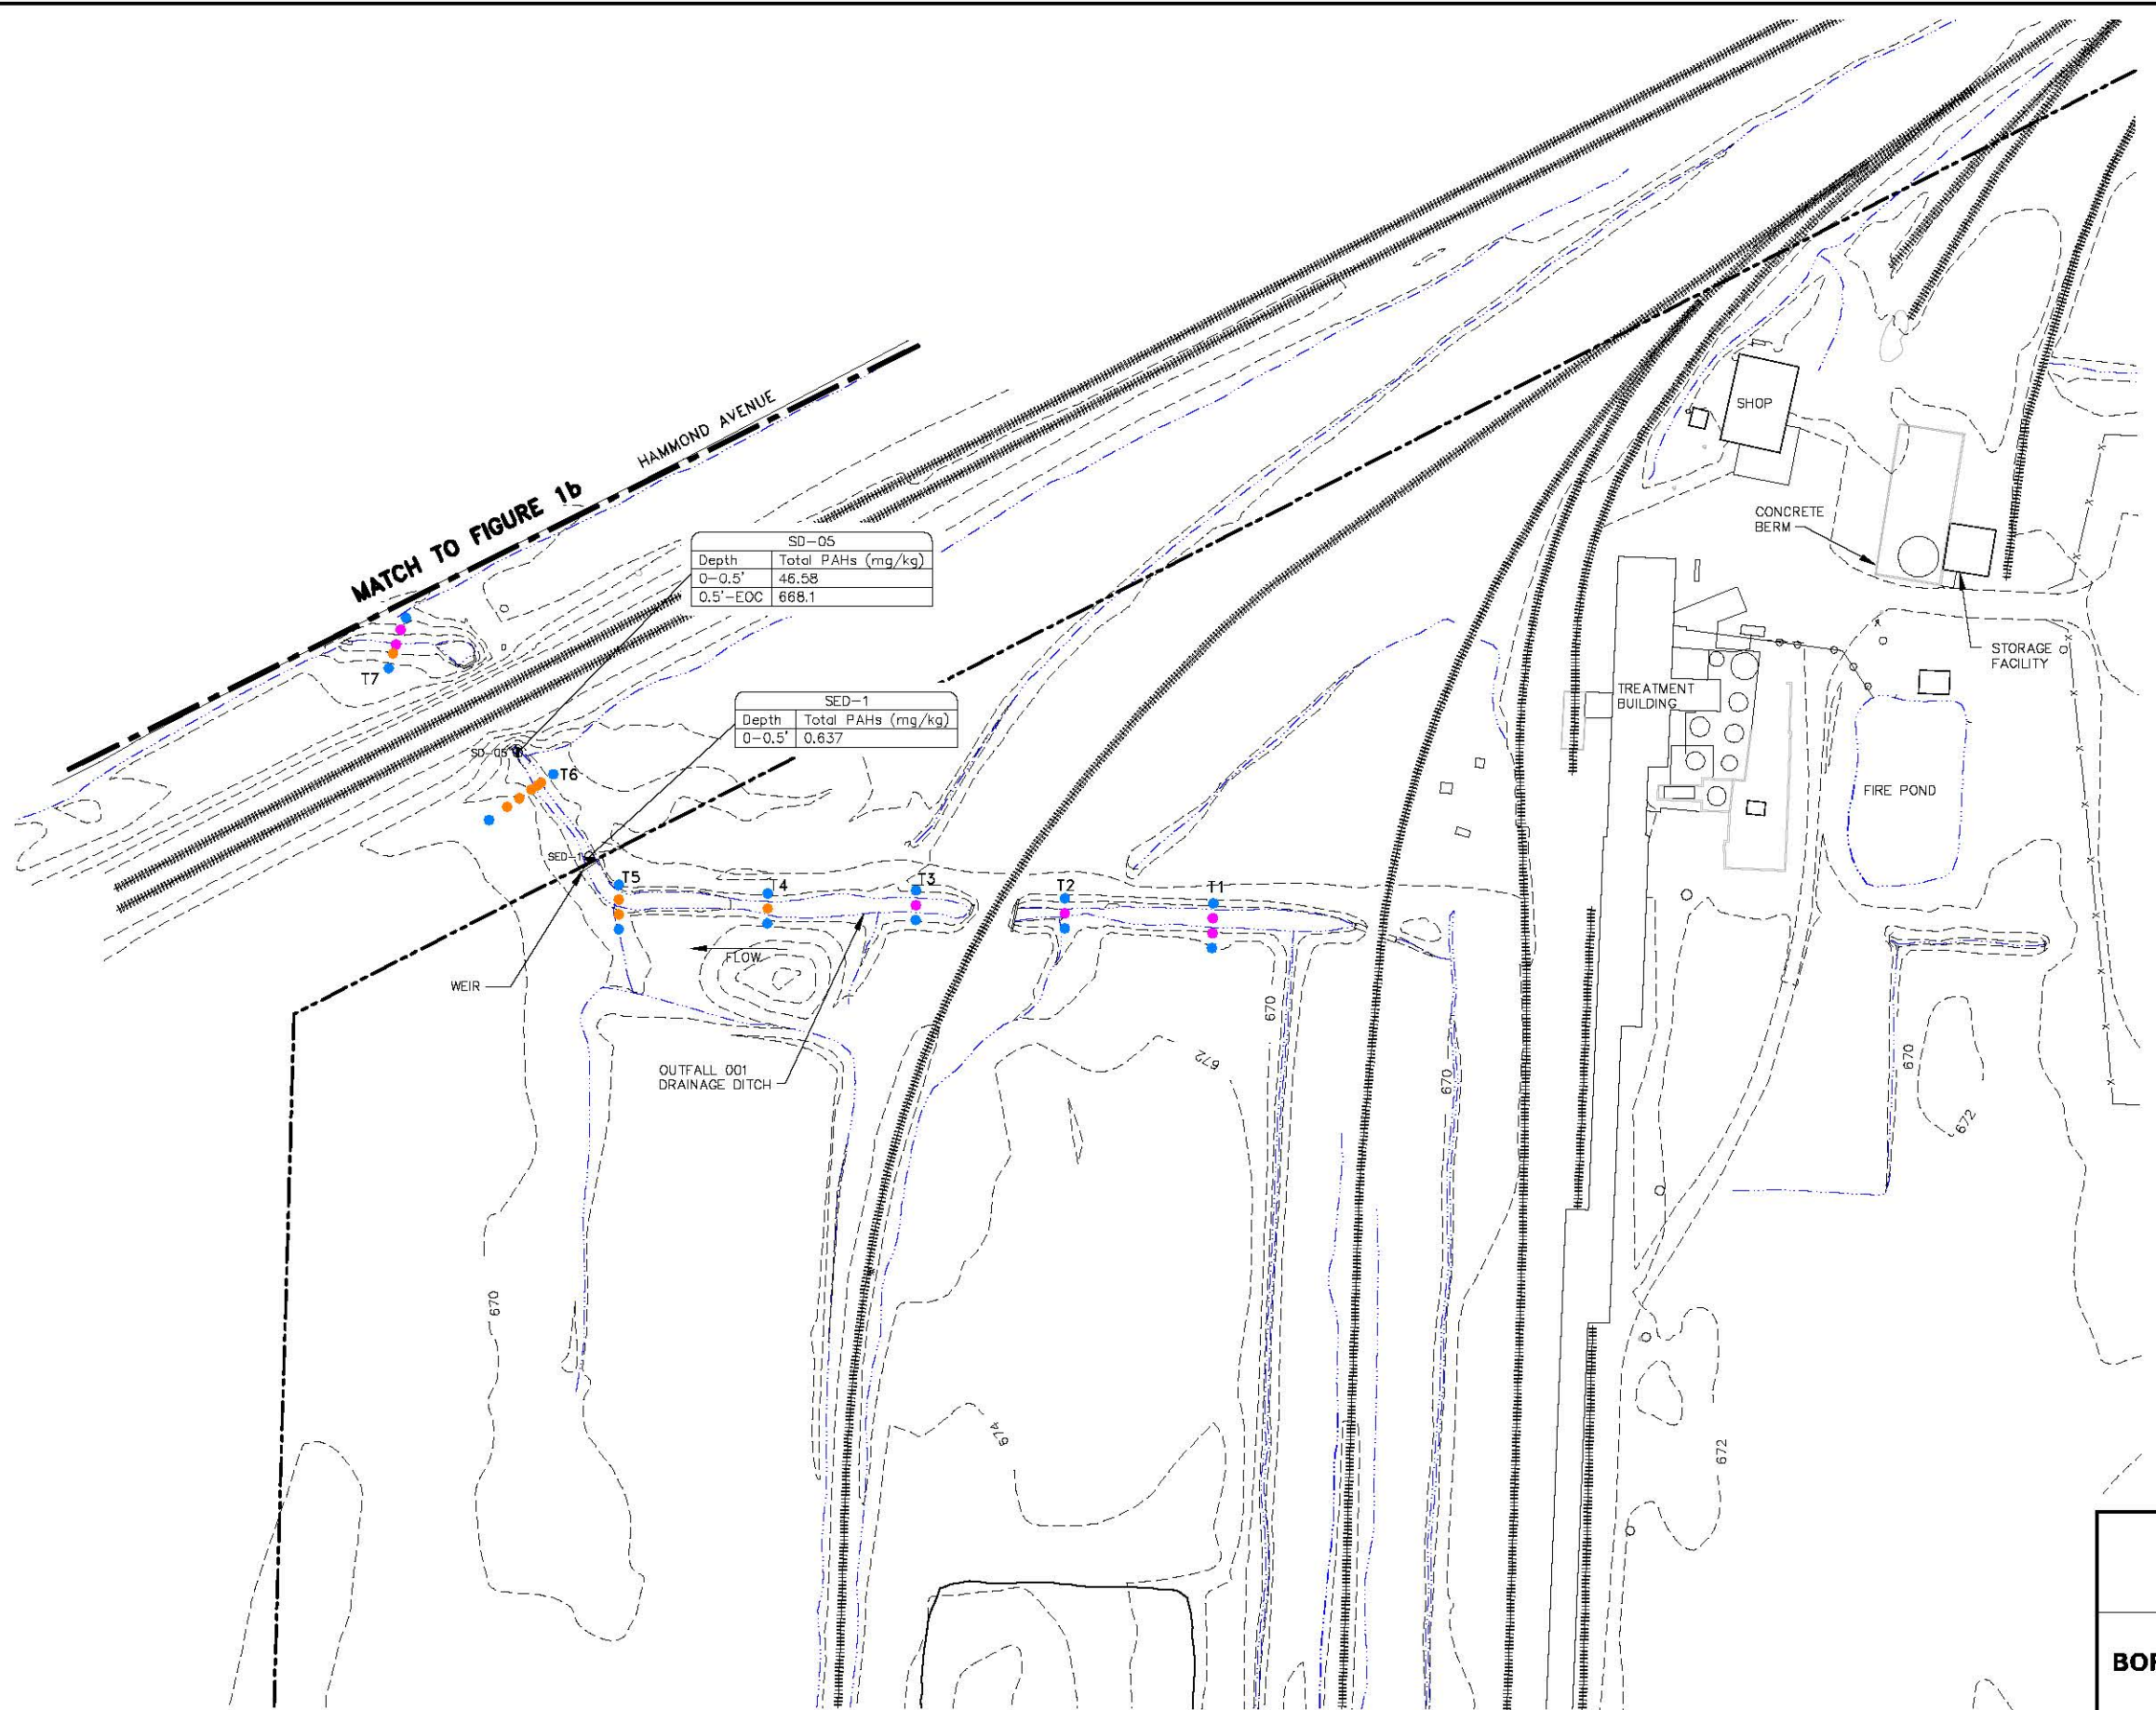 SHOP
HAMMOND AVENUE
MATCH TO FIGURE 1b
CONCRETE
BERM
SD-05
Depth Total PAHs (mg/kg)
0-0.5' 46.58
0.5'-EOC 668.1
STORAGE
FACILITY
T7
TREATMENT
BUILDING
SED-1
Depth Total PAHs (mg/kg)
0-0.5' 0.637
SD-05
T6
FIRE POND
SED-1
T5
T4
T3
T2
T1
FLOW
WEIR
OUTFALL 001
DRAINAGE DITCH
670
672
670
670
672
670
674
672